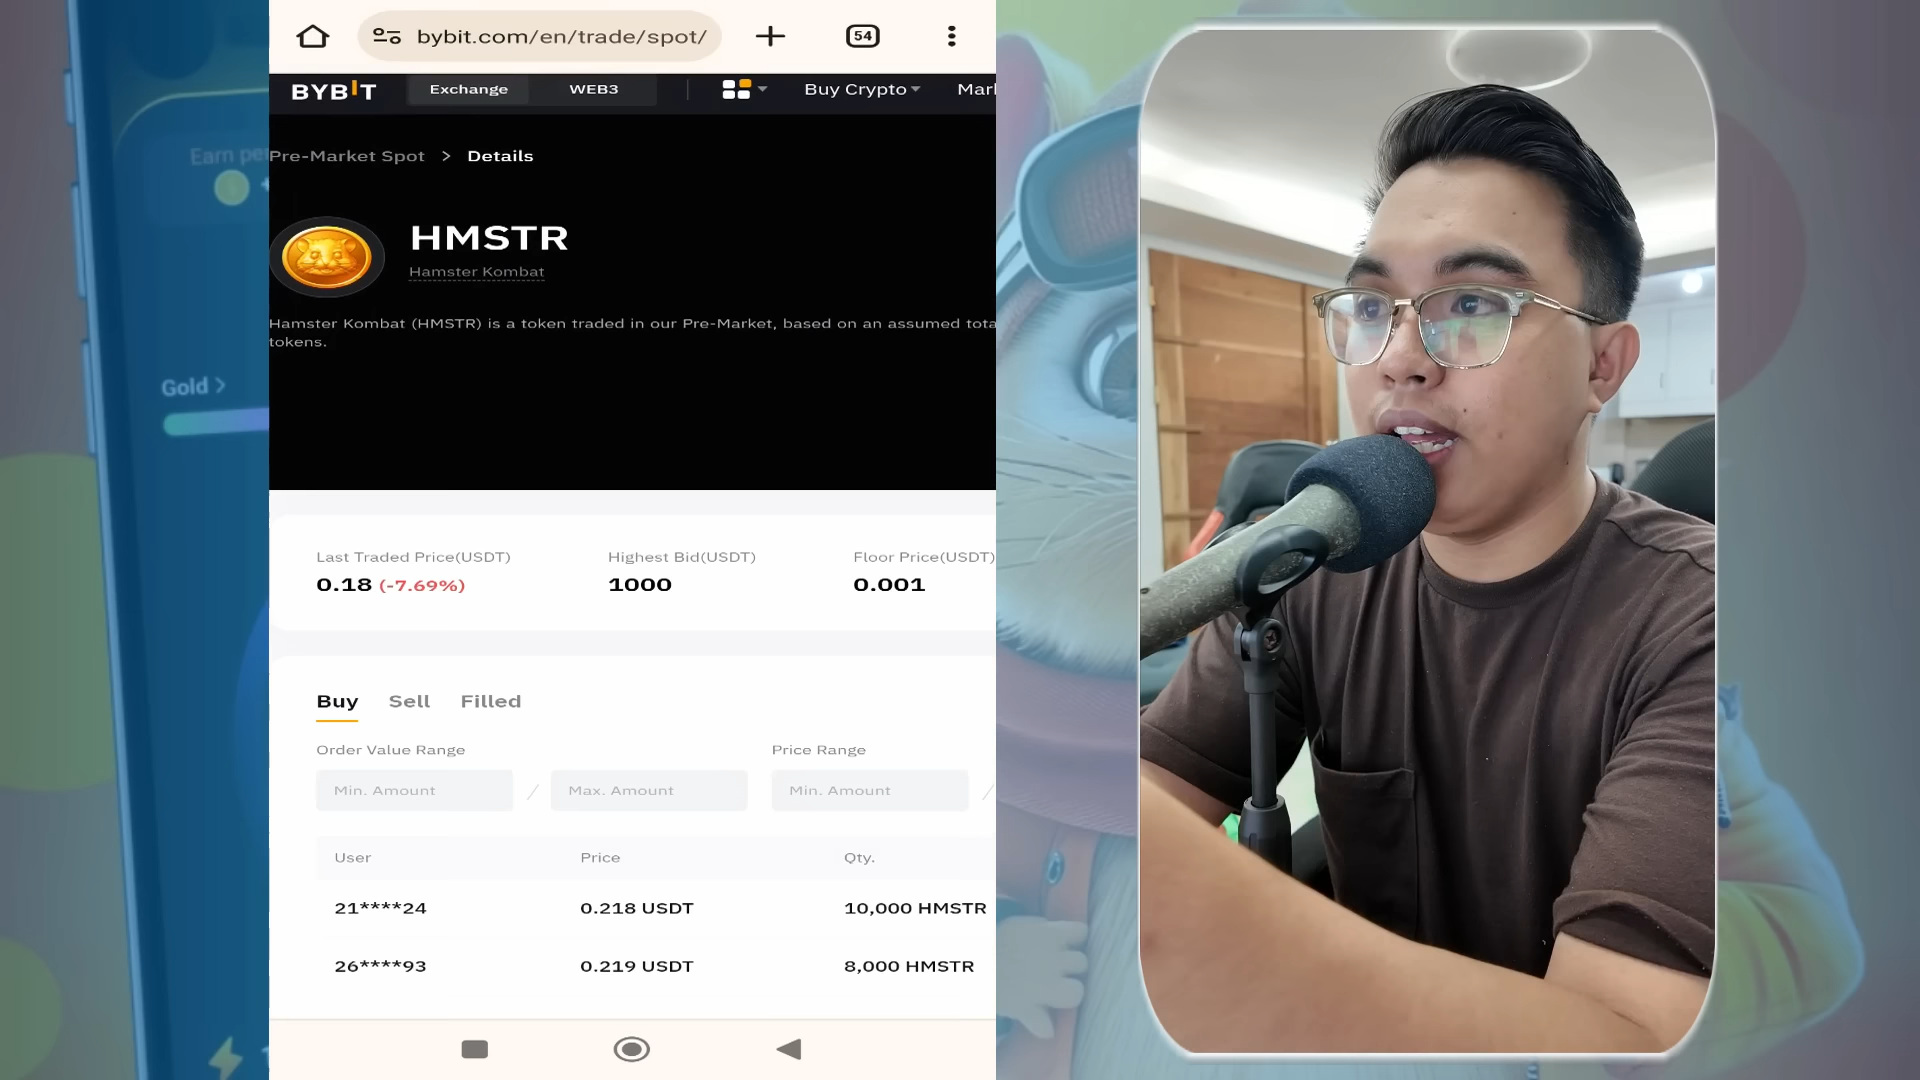 bybit.com/en/trade/spot/
54
BYBIT Exchange WEB3 Buy Crypto
Pre-Market Spot > Details
Earn
HMSTR
Hamster Kombat
Hamster Kombat (HMSTR) is a token traded in our Pre-Market, based on an assumed
tokens.
Gold >
Last Traded Price(USDT) Highest Bid(USDT) Floor Price(USDT)
0.18 (-7.69%) 1000 0.001
Buy Sell Filled
Order Value Range Price Range
Min. Amount / Max. Amount Min. Amount /
User Price Qty.
21****24 0.218 USDT 10,000 HMSTR
26****93 0.219 USDT 8,000 HMSTR